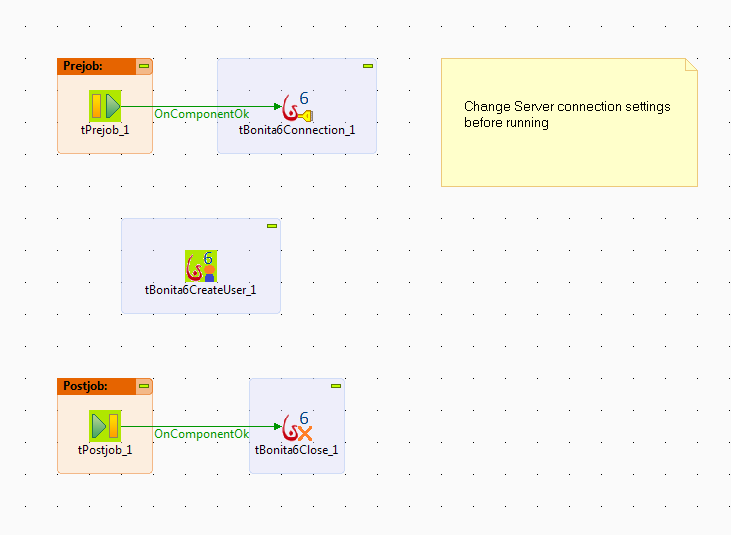 Prejob:
6
OnComponentOk
tPrejob_1
tBonita6Connection_1
Change Server connection settings
before running
6
tBonita6CreateUser_1
Postjob:
6
OnComponentOk
tPostjob_1
tBonita6Close_1